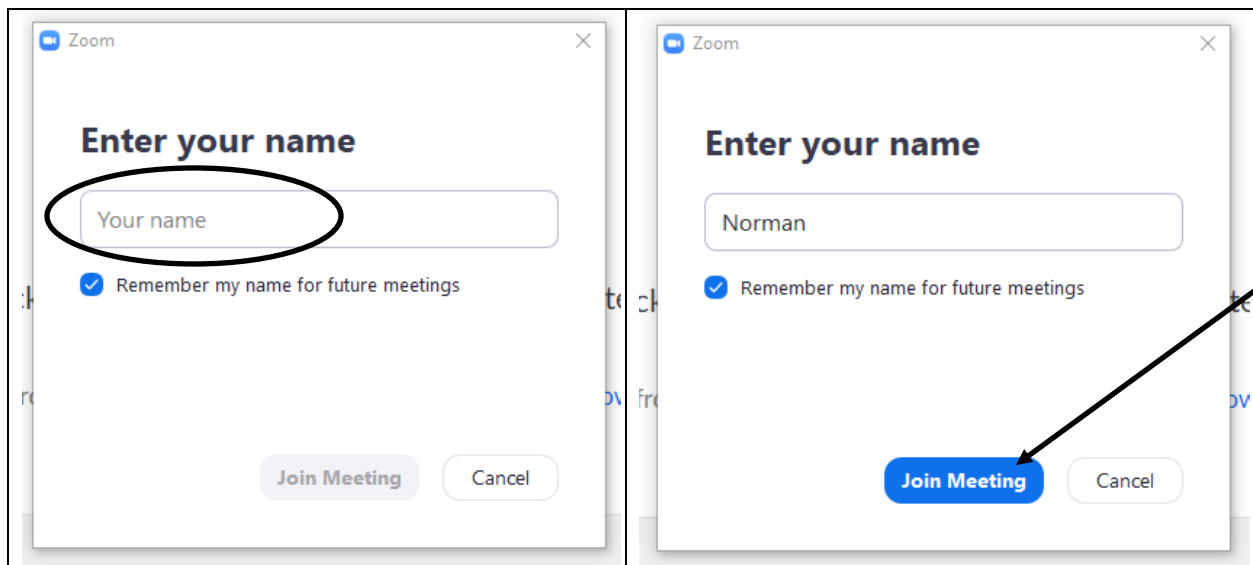 Zoom
Enter your name
Your name
Remember my name for future meetings
Join Meeting
Cancel
Zoom
Enter your name
Norman
Remember my name for future meetings
Join Meeting
Cancel